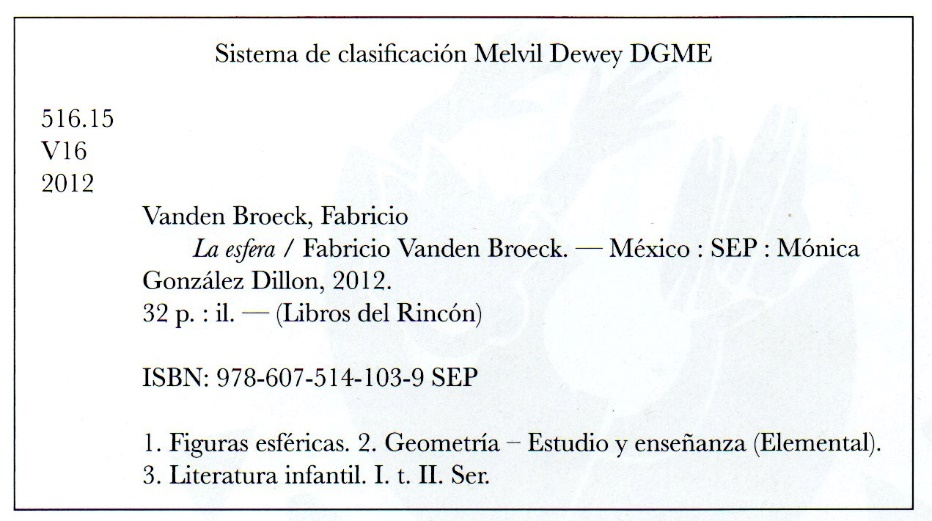 Sistema de clasificación Melvil Dewey DGME
516.15
V16
2012
Vanden Broeck, Fabricio
La esfera / Fabricio Vanden Broeck. — México : SEP : Mónica
González Dillon, 2012.
32 p. : il. — (Libros del Rincón)
ISBN: 978-607-514-103-9 SEP
1. Figuras esféricas. 2. Geometría – Estudio y enseñanza (Elemental).
3. Literatura infantil. I. t. II. Ser.